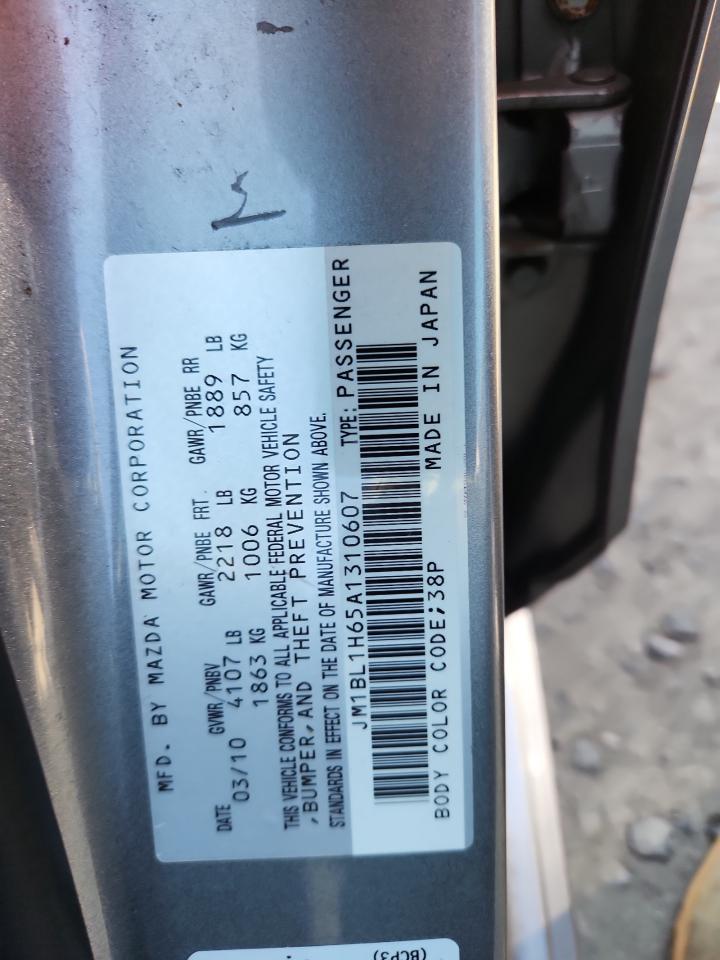 MFD. BY MAZDA MOTOR CORPORATION
DATE GVWR/PNBV GAWR/PNBE FRT. GAWR/PNBE RR
03/10 4107 LB 2218 LB 1889 LB
1863 KG 1006 KG 857 KG
THIS VEHICLE CONFORMS TO ALL APPLICABLE FEDERAL MOTOR VEHICLE SAFETY
,BUMPER, AND THEFT PREVENTION
STANDARDS IN EFFECT ON THE DATE OF MANUFACTURE SHOWN ABOVE.
JM1BL1H65A1310607 TYPE: PASSENGER
BODY COLOR CODE;38P MADE IN JAPAN
(BCP3)